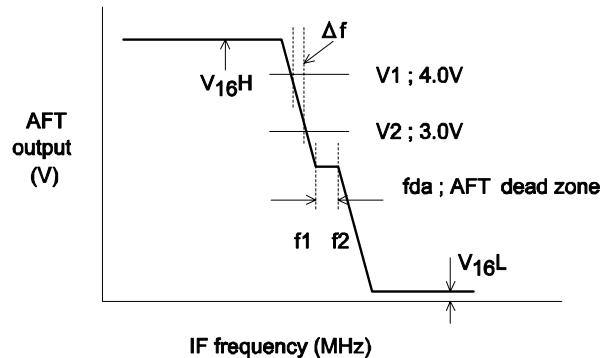 Δf
V16H
V1 ; 4.0V
AFT
output
(V)
V2 ; 3.0V
fda ; AFT dead zone
f1
f2
V16L
IF frequency (MHz)